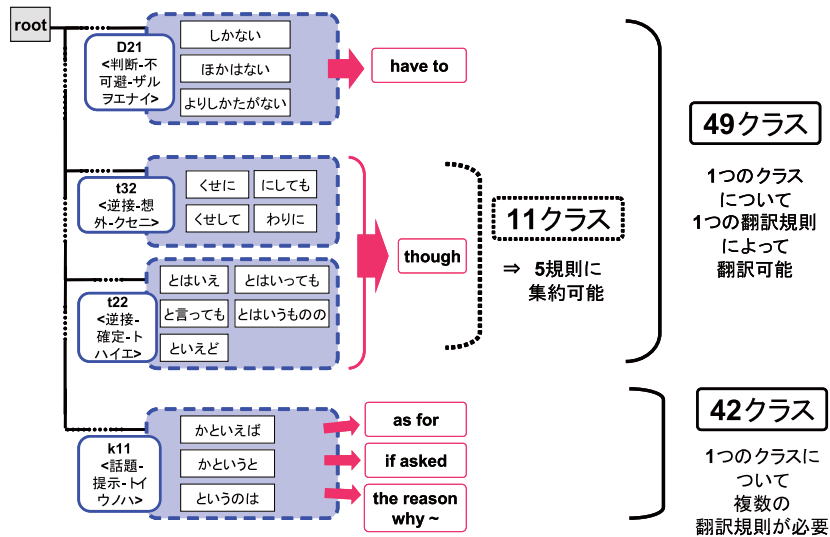 root
D21
<判断-不
可避-ザル
ヲエナイ>
しかない
ほかはない
よりしかたがない
have to
t32
<逆接-想
外-クセニ>
くせに
にしても
くせして
わりに
t22
<逆接-
確定-ト
ハイエ>
とはいえ
とはいっても
と言っても
とはいうものの
といえど
though
11クラス
⇒ 5規則に
集約可能
49クラス
1つのクラス
について
1つの翻訳規則
によって
翻訳可能
k11
<話題-
提示-トイ
ウノハ>
かといえば
かというと
というのは
as for
if asked
the reason
why ~
42クラス
1つのクラスに
ついて
複数の
翻訳規則が必要